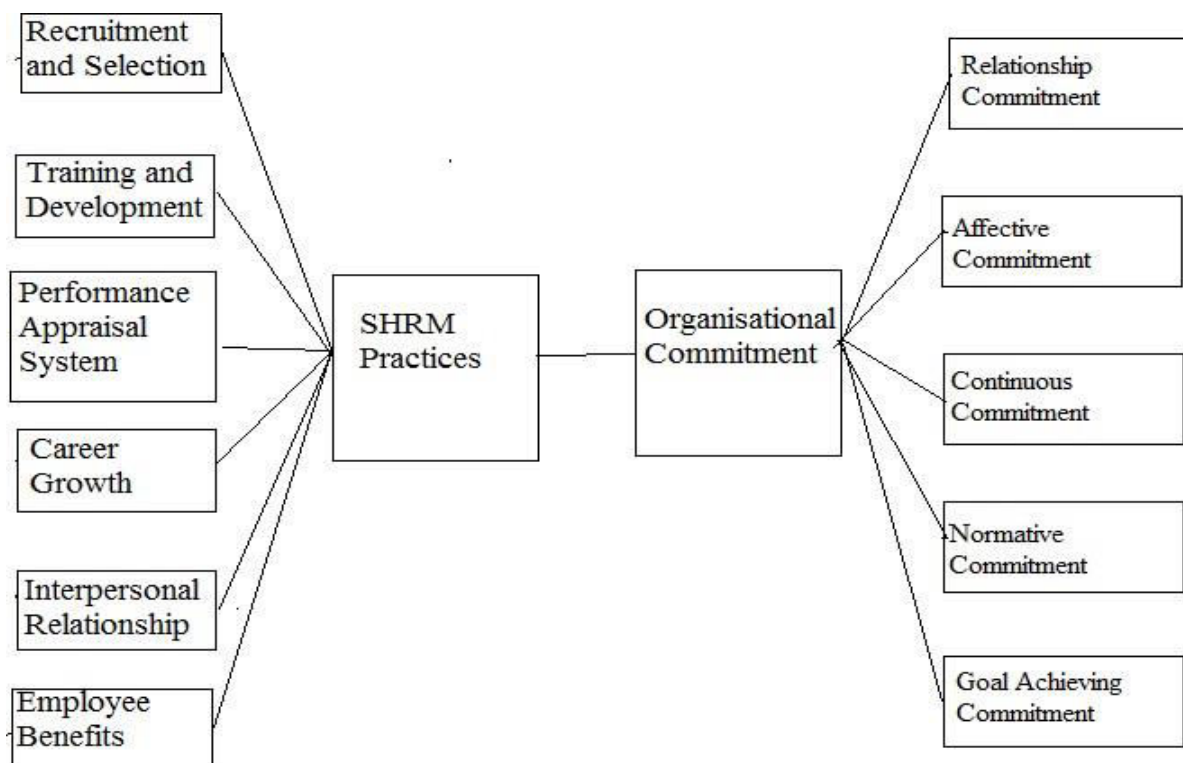 Recruitment
and Selection
Training and
Development
Performance
Appraisal
System
Career
Growth
Interpersonal
Relationship
Employee
Benefits
SHRM
Practices
Organisational
Commitment
Relationship
Commitment
Affective
Commitment
Continuous
Commitment
Normative
Commitment
Goal Achieving
Commitment